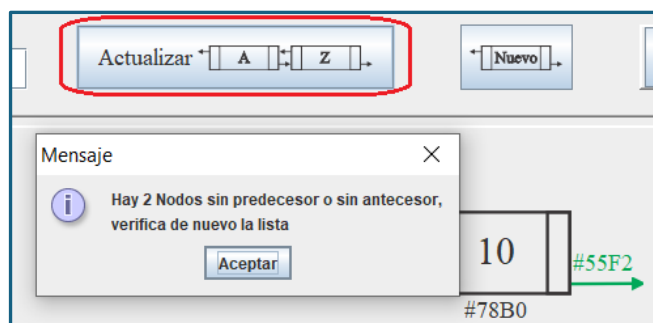 Actualizar A Z
Nuevo
Mensaje
Hay 2 Nodos sin predecesor o sin antecesor,
verifica de nuevo la lista
Aceptar
10
#55F2
#78B0